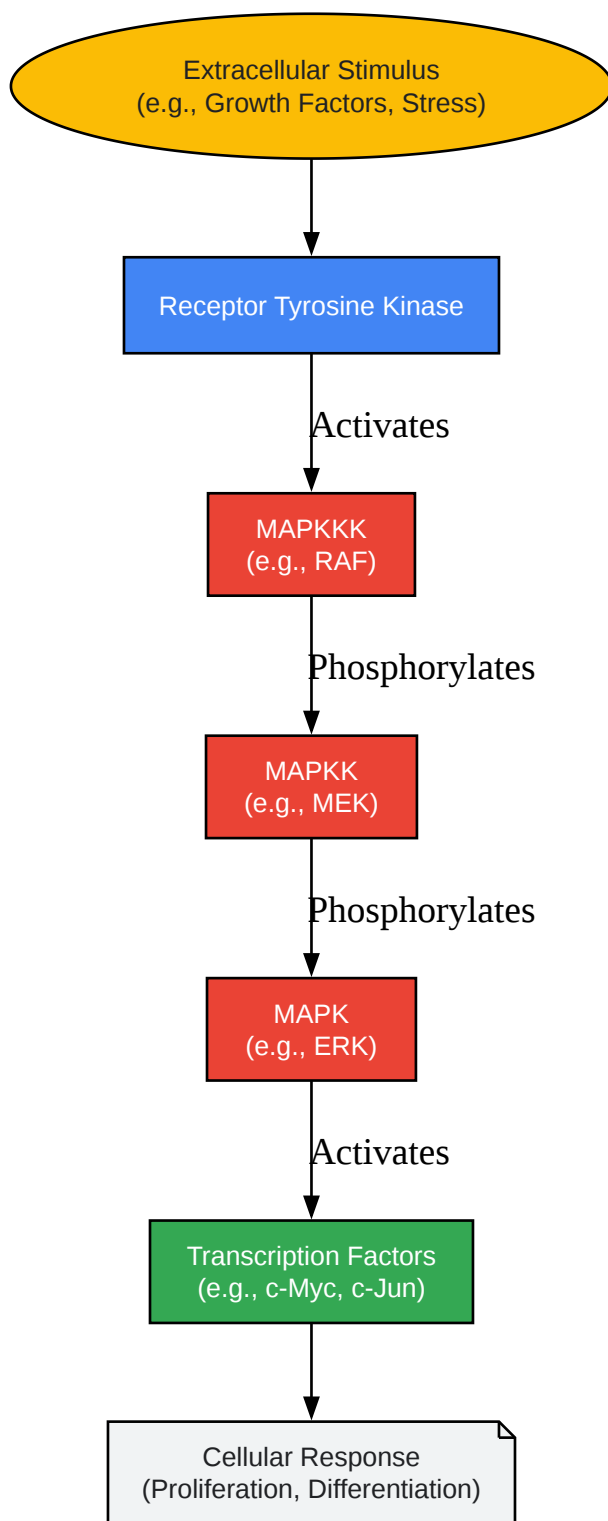 Extracellular Stimulus
(e.g., Growth Factors, Stress)
Receptor Tyrosine Kinase
Activates
MAPKKK
(e.g., RAF)
Phosphorylates
MAPKK
(e.g., MEK)
Phosphorylates
MAPK
(e.g., ERK)
Activates
Transcription Factors
(e.g., c-Myc, c-Jun)
Cellular Response
(Proliferation, Differentiation)